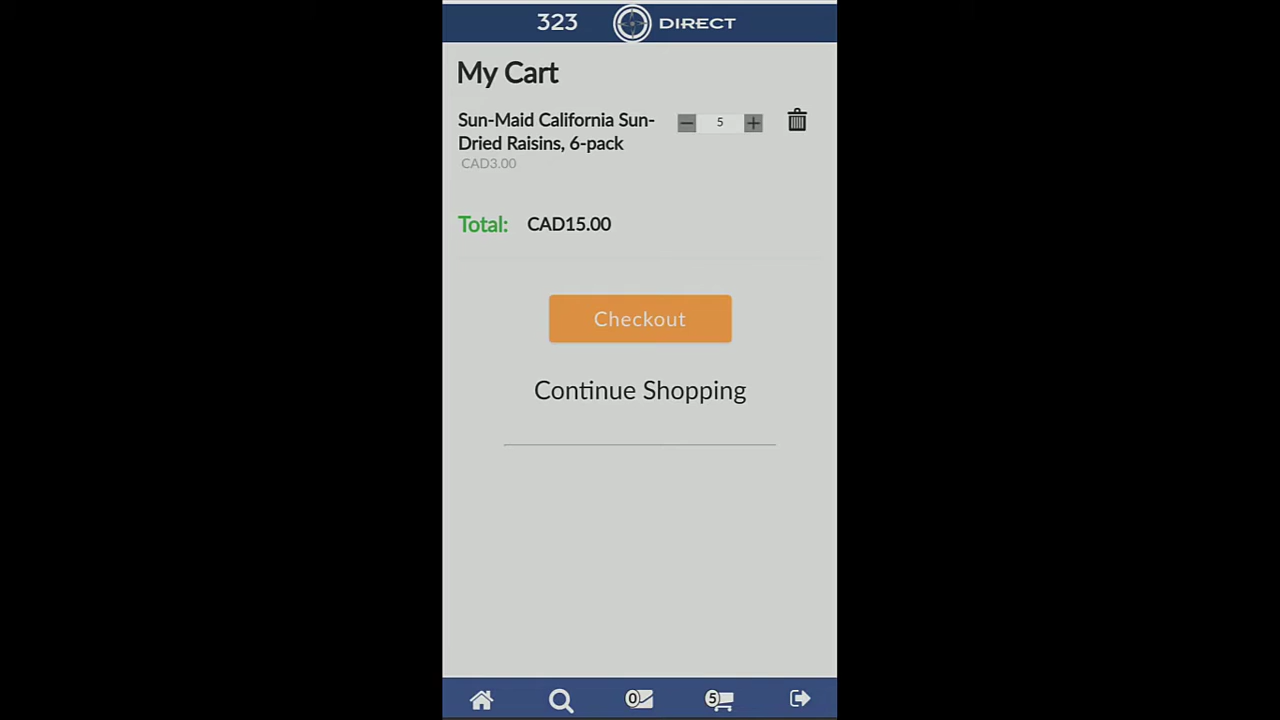 323 DIRECT
My Cart
Sun-Maid California Sun-
Dried Raisins, 6-pack
5
CAD3.00
Total: CAD15.00
Checkout
Continue Shopping
0 5